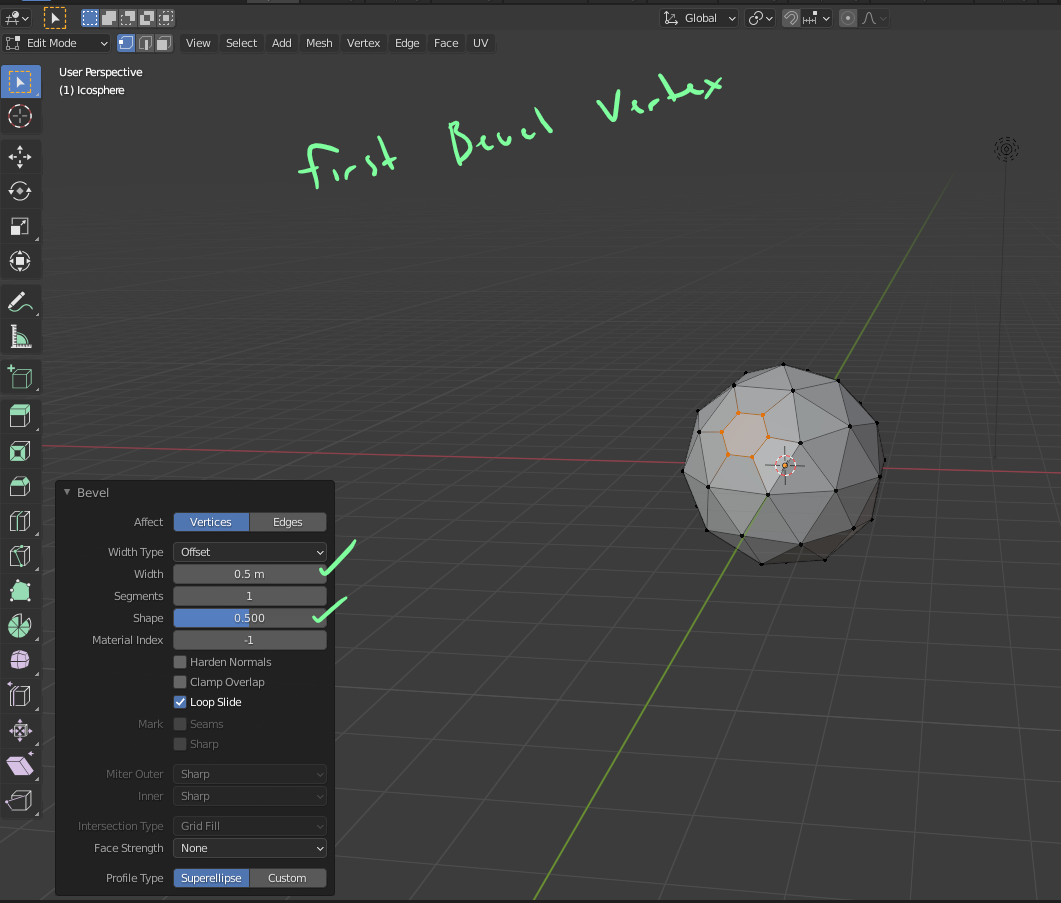 Global
Edit Mode View Select Add Mesh Vertex Edge Face UV
User Perspective
(1) Icosphere
first Bevel Vertex
Bevel
Affect Vertices Edges
Width Type Offset
Width 0.5 m
Segments 1
Shape 0.500
Material Index -1
Harden Normals
Clamp Overlap
Loop Slide
Mark Seams
Sharp
Miter Outer Sharp
Inner Sharp
Intersection Type Grid Fill
Face Strength None
Profile Type Superellipse Custom